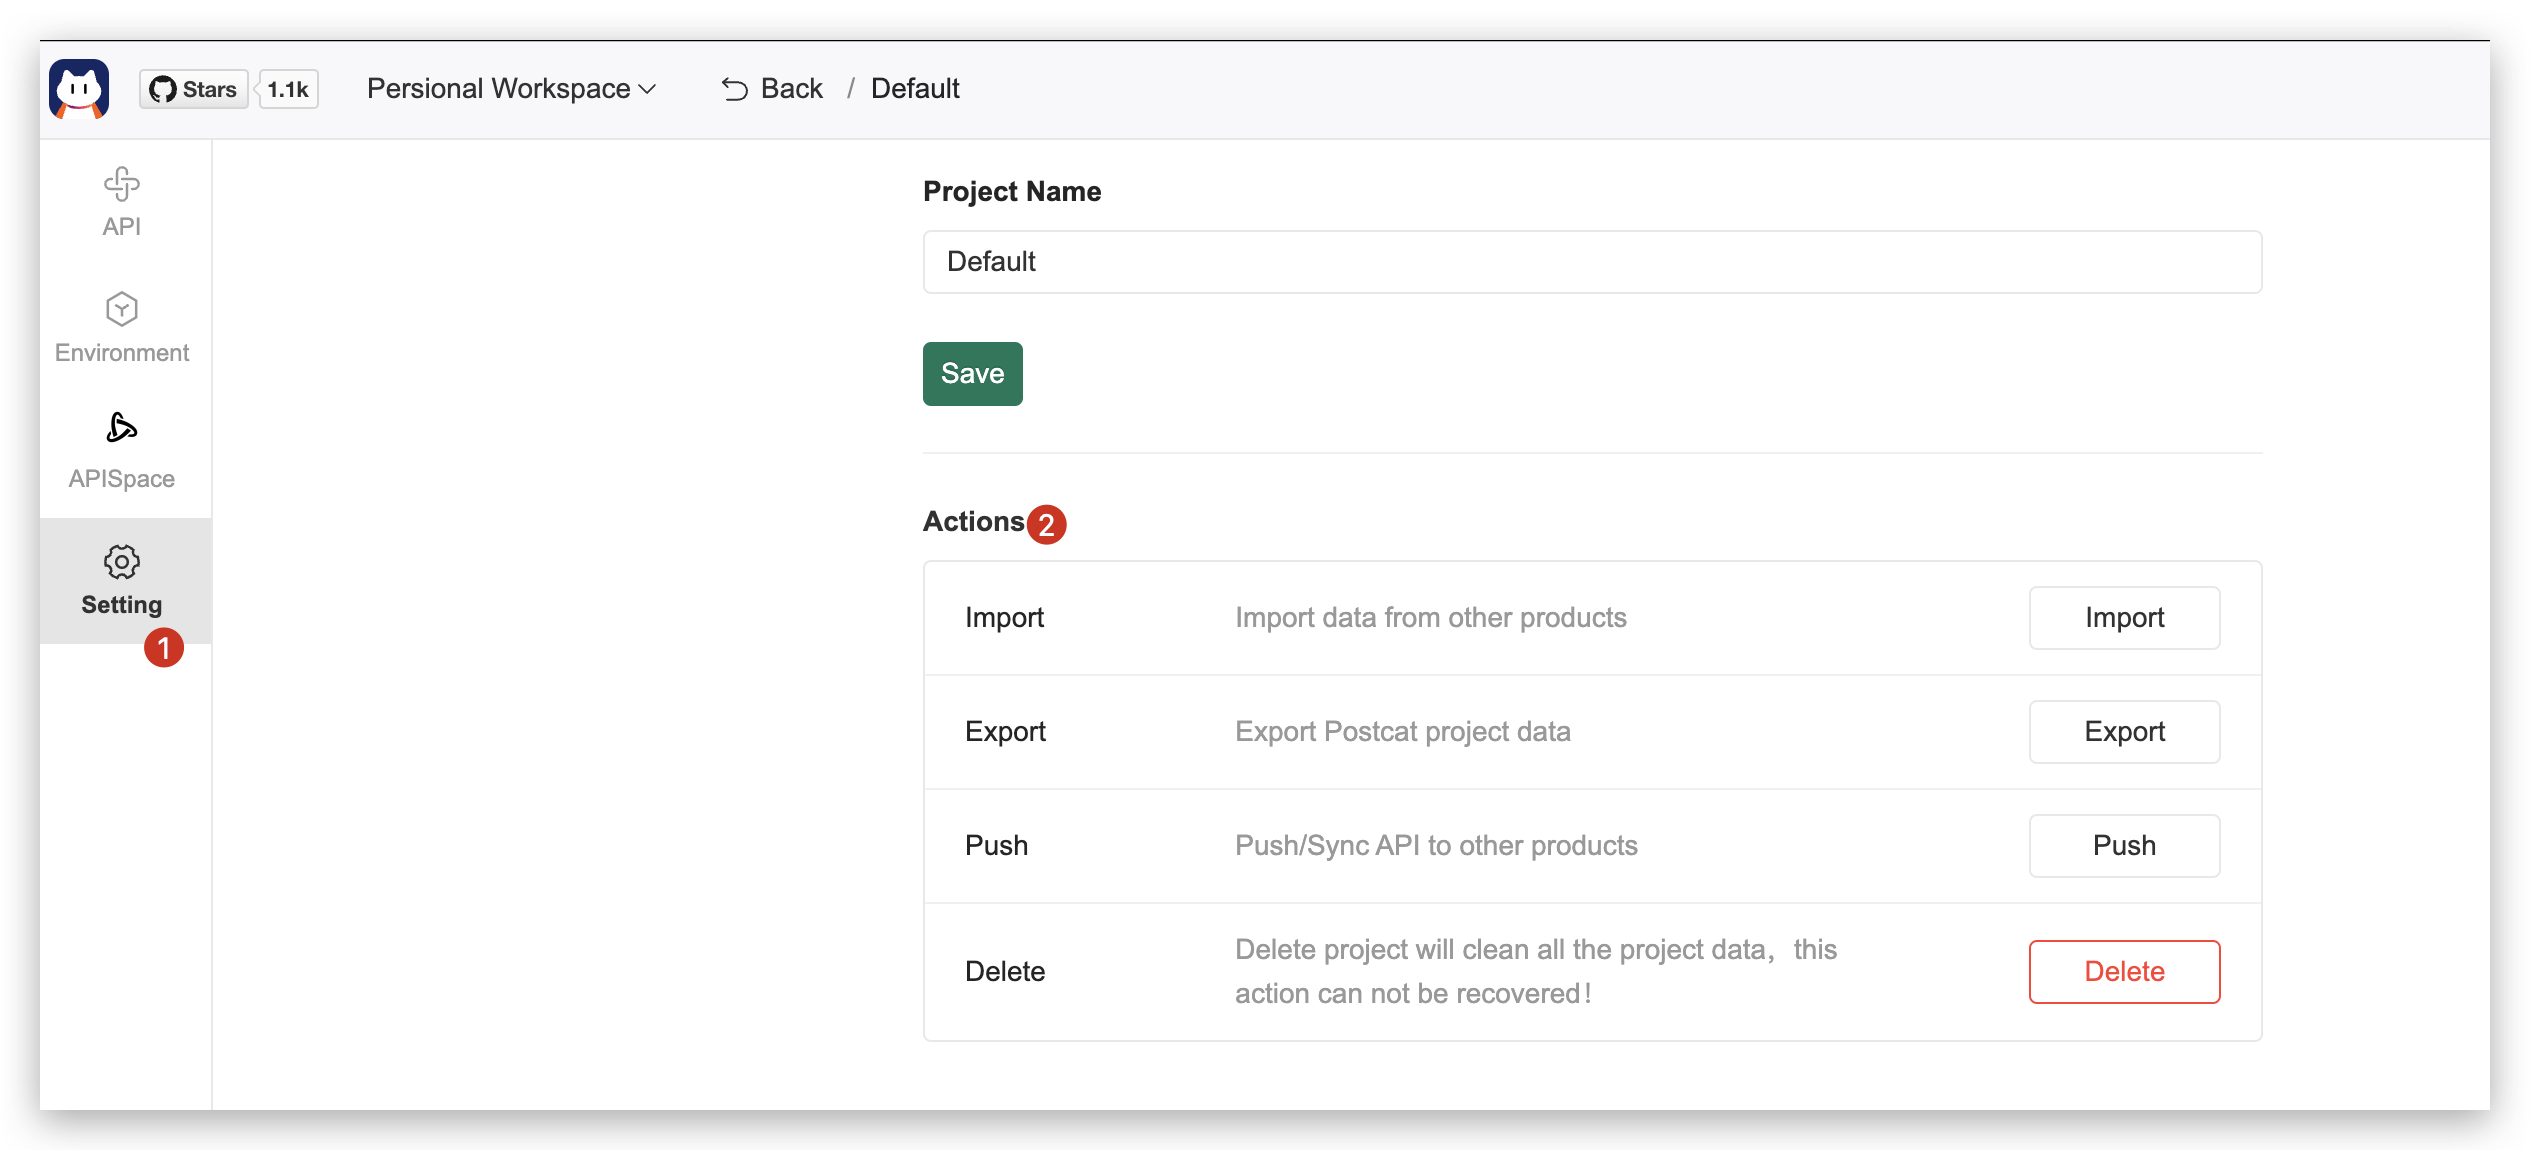 Stars 1.1k Persional Workspace Back / Default
API
Environment
APISpace
Setting
1
Project Name
Default
Save
Actions 2
Import Import data from other products Import
Export Export Postcat project data Export
Push Push/Sync API to other products Push
Delete Delete project will clean all the project data，this
action can not be recovered！ Delete